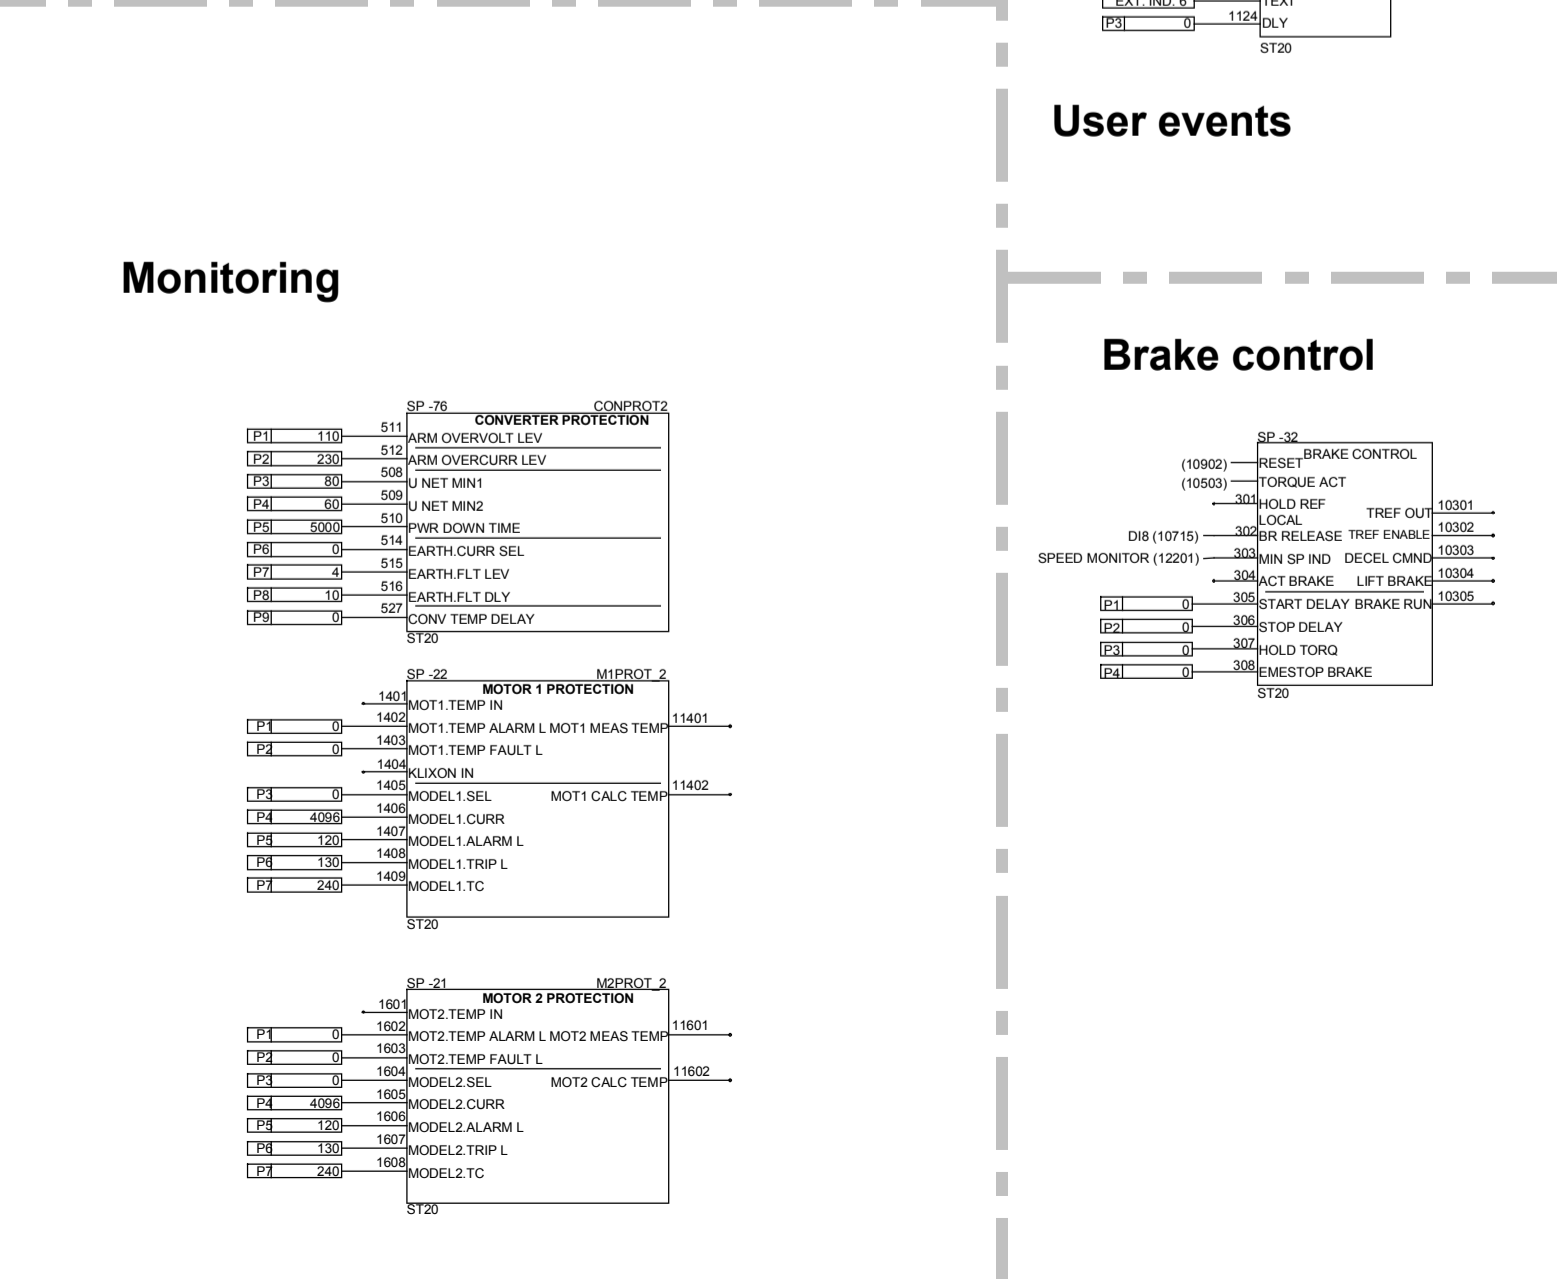 EXT. IND. 6 TEXT
P3 0 1124 DLY
ST20
User events
Monitoring
SP -76 CONPROT2
CONVERTER PROTECTION
P1 110 511 ARM OVERVOLT LEV
P2 230 512 ARM OVERCURR LEV
P3 80 508 U NET MIN1
P4 60 509 U NET MIN2
P5 5000 510 PWR DOWN TIME
P6 0 514 EARTH.CURR SEL
P7 4 515 EARTH.FLT LEV
P8 10 516 EARTH.FLT DLY
P9 0 527 CONV TEMP DELAY
ST20
SP -22 M1PROT_2
MOTOR 1 PROTECTION
1401 MOT1.TEMP IN
P1 0 1402 MOT1.TEMP ALARM L MOT1 MEAS TEMP 11401
P2 0 1403 MOT1.TEMP FAULT L
1404 KLIXON IN
P3 0 1405 MODEL1.SEL MOT1 CALC TEMP 11402
P4 4096 1406 MODEL1.CURR
P5 120 1407 MODEL1.ALARM L
P6 130 1408 MODEL1.TRIP L
P7 240 1409 MODEL1.TC
ST20
SP -21 M2PROT_2
MOTOR 2 PROTECTION
1601 MOT2.TEMP IN
P1 0 1602 MOT2.TEMP ALARM L MOT2 MEAS TEMP 11601
P2 0 1603 MOT2.TEMP FAULT L
P3 0 1604 MODEL2.SEL MOT2 CALC TEMP 11602
P4 4096 1605 MODEL2.CURR
P5 120 1606 MODEL2.ALARM L
P6 130 1607 MODEL2.TRIP L
P7 240 1608 MODEL2.TC
ST20
Brake control
SP -32
BRAKE CONTROL
(10902) RESET
(10503) TORQUE ACT
301 HOLD REF TREF OUT 10301
LOCAL
DI8 (10715) 302 BR RELEASE TREF ENABLE 10302
SPEED MONITOR (12201) 303 MIN SP IND DECEL CMND 10303
304 ACT BRAKE LIFT BRAKE 10304
P1 0 305 START DELAY BRAKE RUN 10305
P2 0 306 STOP DELAY
P3 0 307 HOLD TORQ
P4 0 308 EMESTOP BRAKE
ST20